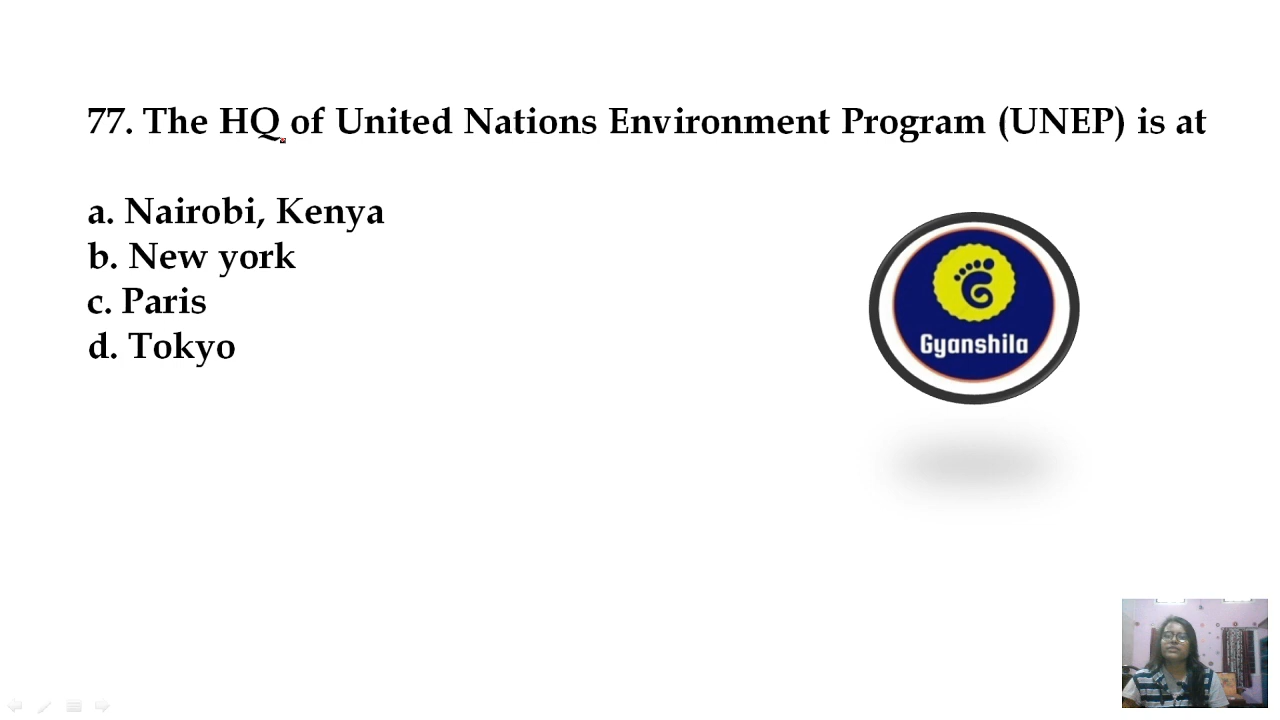 77. The HQ of United Nations Environment Program (UNEP) is at
a. Nairobi, Kenya
b. New york
c. Paris
d. Tokyo
Gyanshila